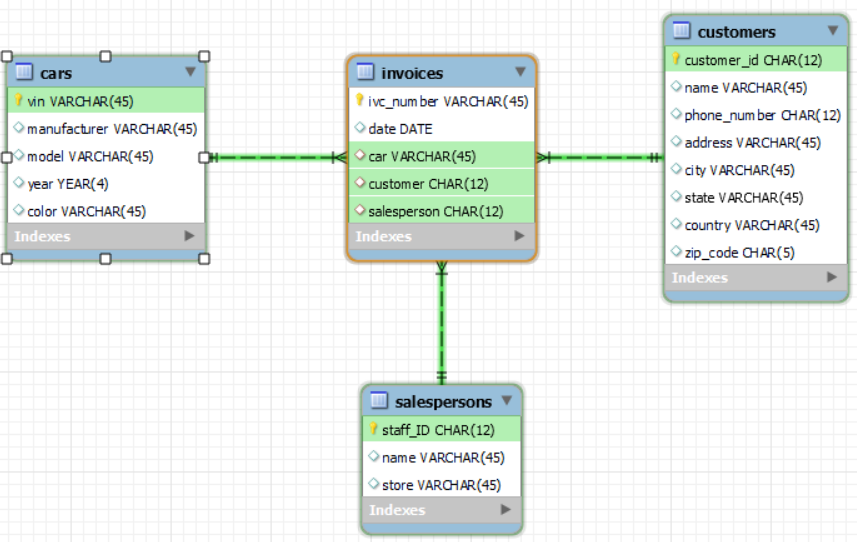 cars
vin VARCHAR(45)
manufacturer VARCHAR(45)
model VARCHAR(45)
year YEAR(4)
color VARCHAR(45)
Indexes
invoices
ivc_number VARCHAR(45)
date DATE
car VARCHAR(45)
customer CHAR(12)
salesperson CHAR(12)
Indexes
customers
customer_id CHAR(12)
name VARCHAR(45)
phone_number CHAR(12)
address VARCHAR(45)
city VARCHAR(45)
state VARCHAR(45)
country VARCHAR(45)
zip_code CHAR(5)
Indexes
salespersons
staff_ID CHAR(12)
name VARCHAR(45)
store VARCHAR(45)
Indexes